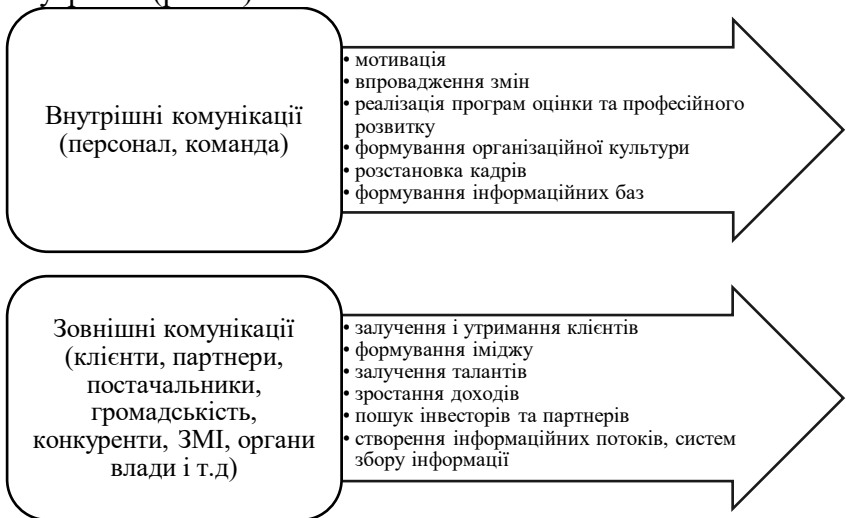 Внутрішні комунікації
(персонал, команда)
• мотивація
• впровадження змін
• реалізація програм оцінки та професійного
розвитку
• формування організаційної культури
• розстановка кадрів
• формування інформаційних баз
Зовнішні комунікації
(клієнти, партнери,
постачальники,
громадськість,
конкуренти, ЗМІ, органи
влади і т.д)
• залучення і утримання клієнтів
• формування іміджу
• залучення талантів
• зростання доходів
• пошук інвесторів та партнерів
• створення інформаційних потоків, систем
збору інформації